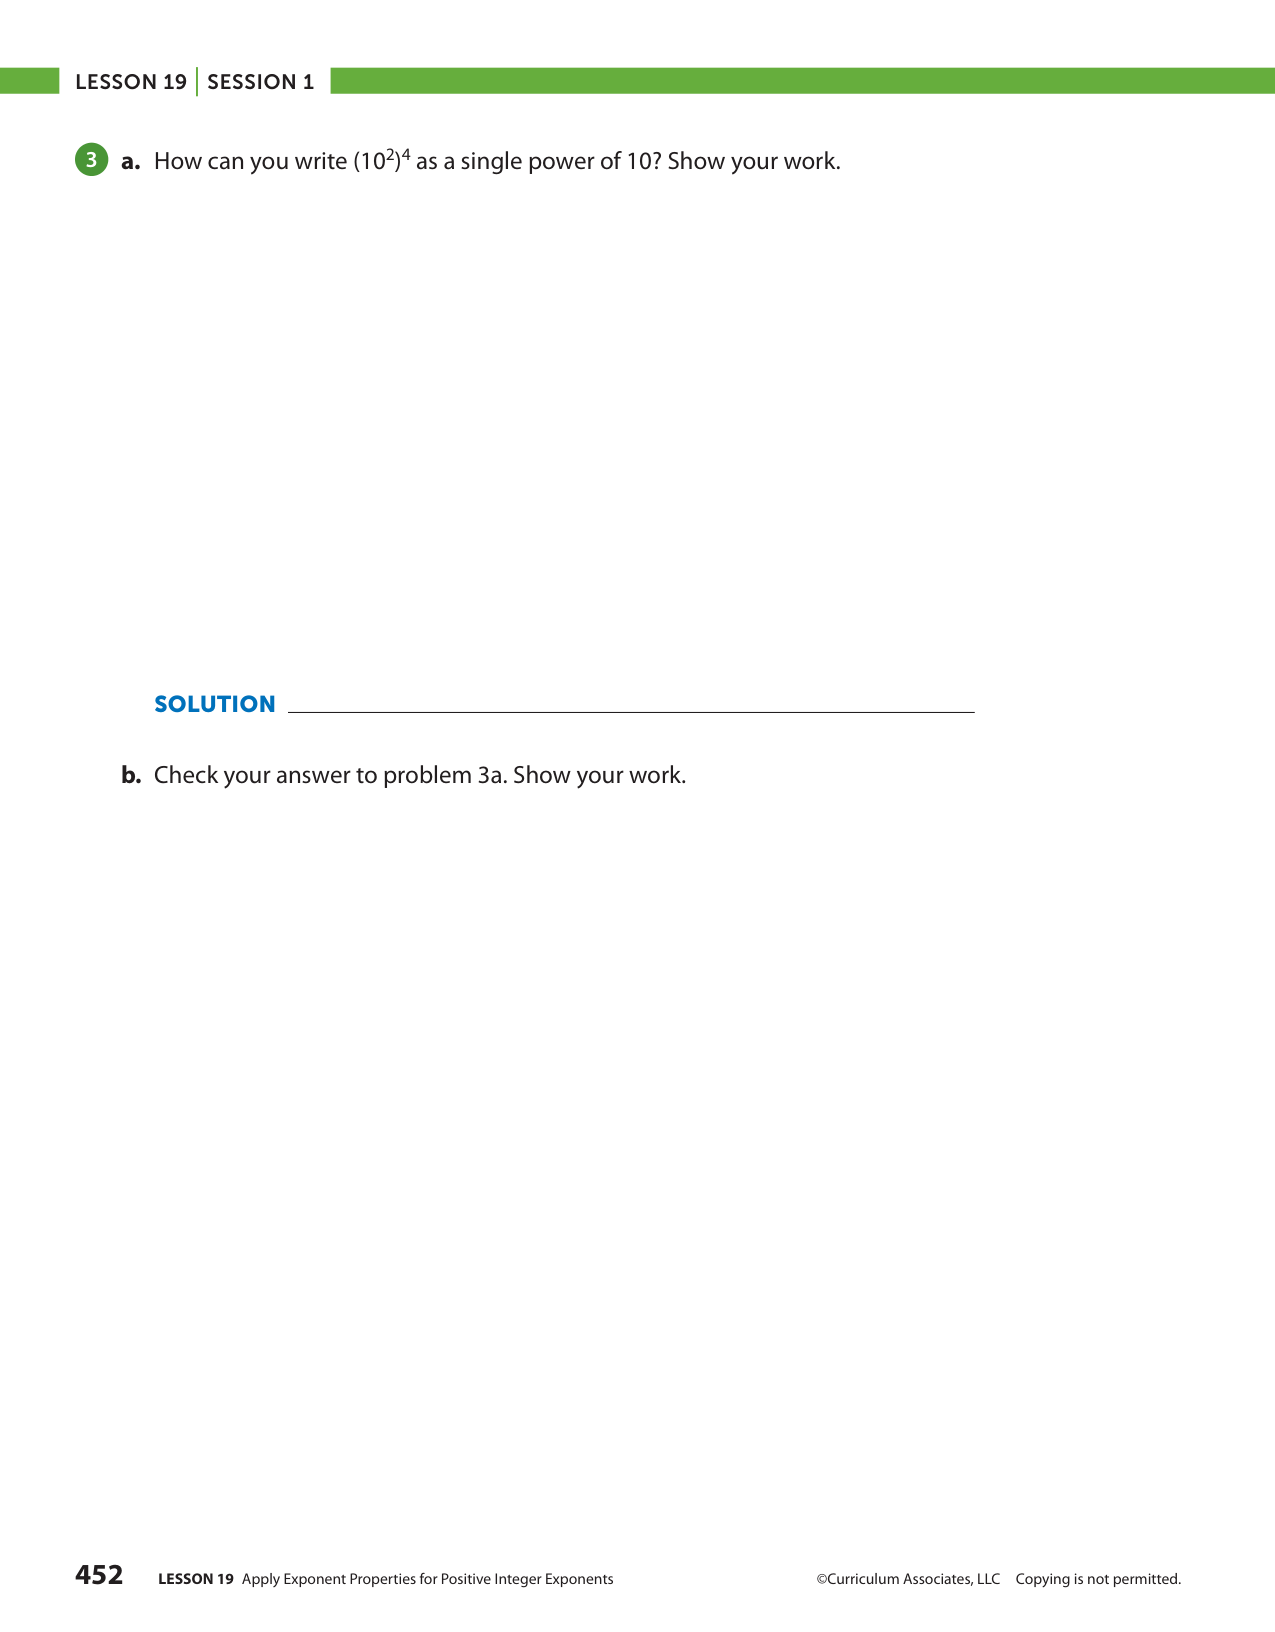 LESSON 19 | SESSION 1
3 a. How can you write (10²)⁴ as a single power of 10? Show your work.
SOLUTION
b. Check your answer to problem 3a. Show your work.
452 LESSON 19 Apply Exponent Properties for Positive Integer Exponents ©Curriculum Associates, LLC Copying is not permitted.